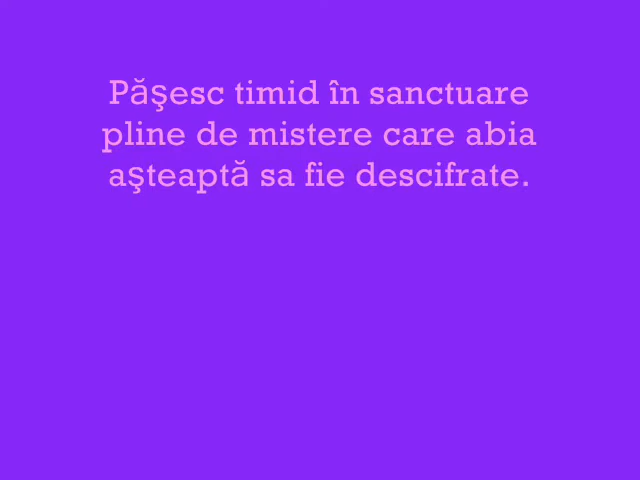 Păşesc timid în sanctuare
pline de mistere care abia
aşteaptă sa fie descifrate.